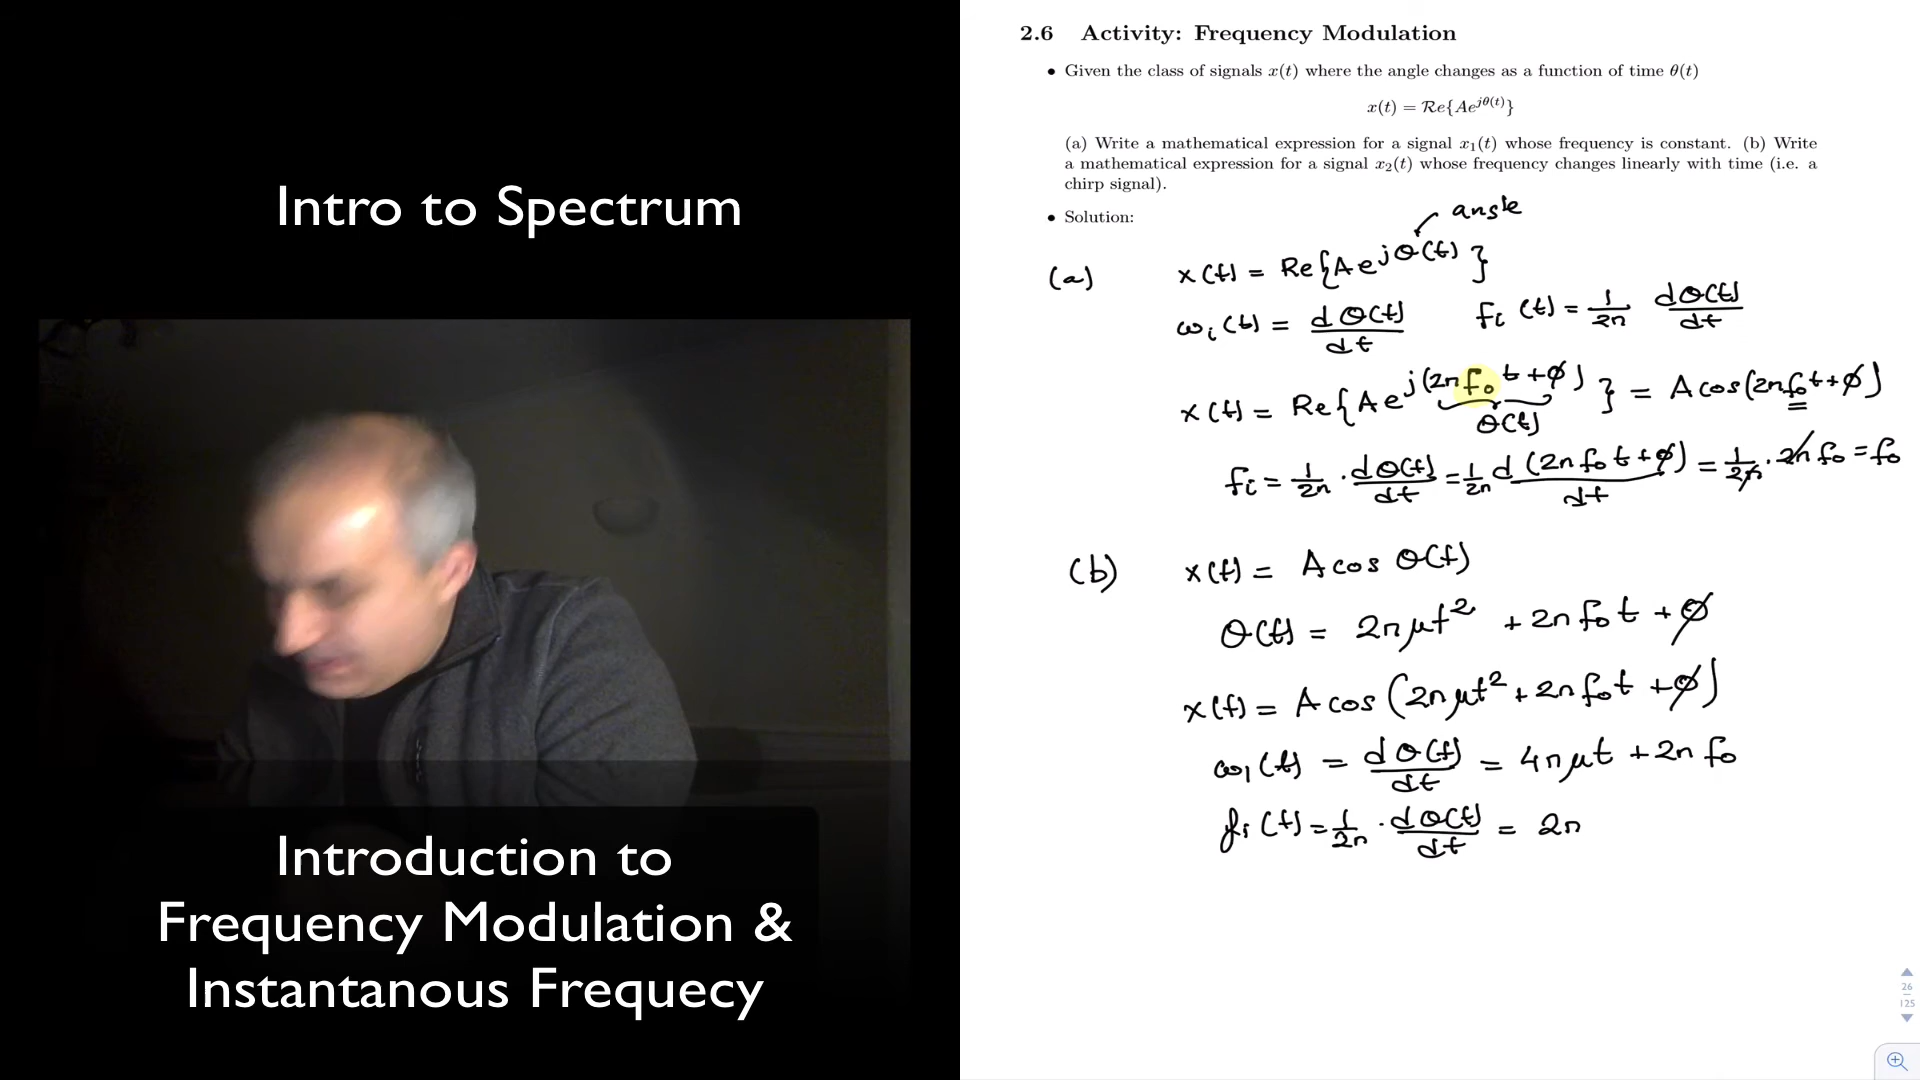 Intro to Spectrum
Introduction to
Frequency Modulation &
Instantanous Frequecy
2.6 Activity: Frequency Modulation
• Given the class of signals x(t) where the angle changes as a function of time θ(t)
x(t) = Re{Ae^{jθ(t)}}
(a) Write a mathematical expression for a signal x₁(t) whose frequency is constant. (b) Write
a mathematical expression for a signal x₂(t) whose frequency changes linearly with time (i.e. a
chirp signal).
• Solution:
angle
(a) x(t) = Re{Ae^{jθ(t)}}
ωᵢ(t) = dθ(t)/dt fᵢ(t) = 1/2π dθ(t)/dt
x(t) = Re{Ae^{j(2πf₀t+φ)}} = A cos(2πf₀t+φ)
θ(t)
fᵢ = 1/2π · dθ(t)/dt = 1/2π d(2πf₀t+φ)/dt = 1/2π · 2πf₀ = f₀
(b) x(t) = A cos θ(t)
θ(t) = 2πμt² + 2πf₀t + φ
x(t) = A cos(2πμt² + 2πf₀t + φ)
ωᵢ(t) = dθ(t)/dt = 4πμt + 2πf₀
fᵢ(t) = 1/2π · dθ(t)/dt = 2π
26
125